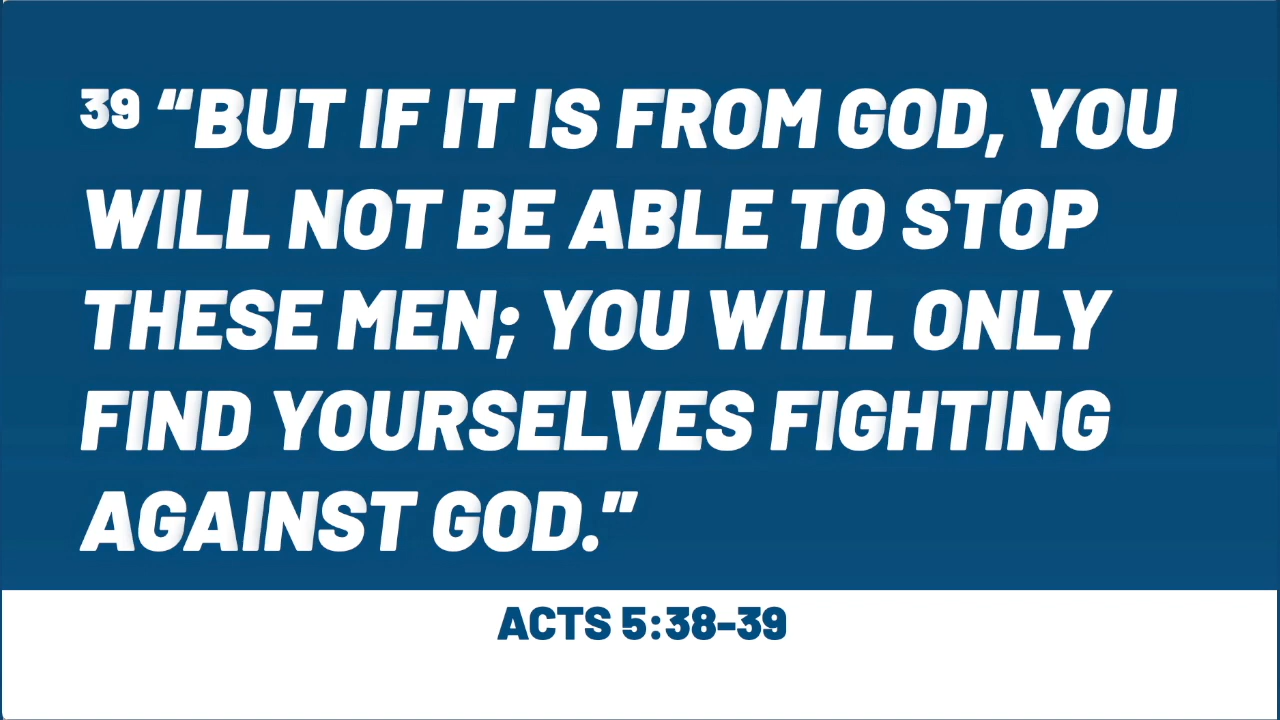 39 “BUT IF IT IS FROM GOD, YOU
WILL NOT BE ABLE TO STOP
THESE MEN; YOU WILL ONLY
FIND YOURSELVES FIGHTING
AGAINST GOD.”
ACTS 5:38–39